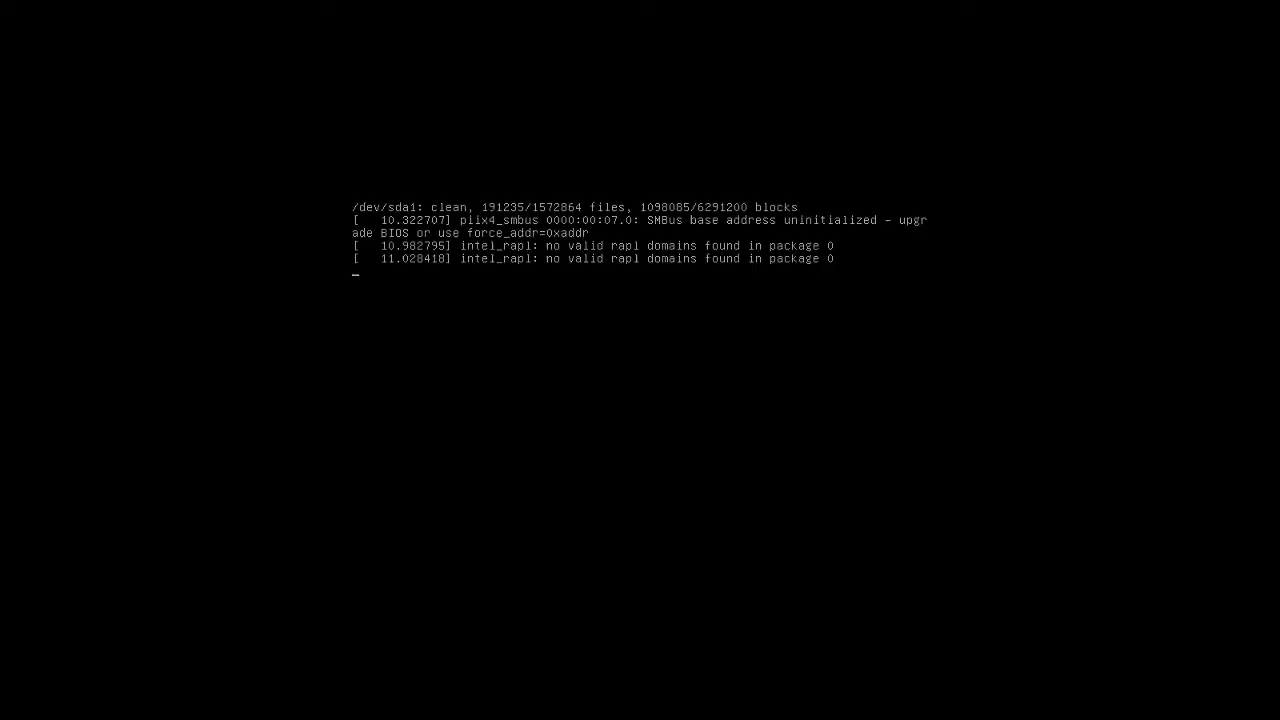 /dev/sda1: clean, 191235/1572864 files, 1098085/6291200 blocks
[   10.322707] piix4_smbus 0000:00:07.0: SMBus base address uninitialized - upgr
ade BIOS or use force_addr=0xaddr
[   10.982795] intel_rapl: no valid rapl domains found in package 0
[   11.028418] intel_rapl: no valid rapl domains found in package 0
_